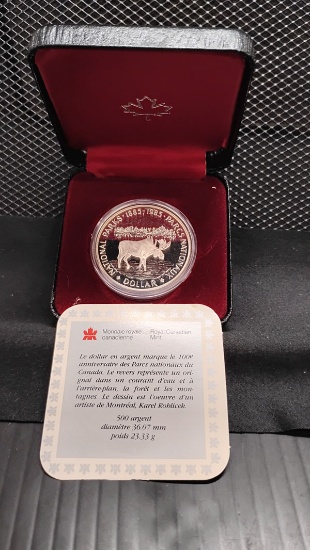 NATIONAL PARKS · 1885-1985 · PARCS NATIONAUX
· DOLLAR ·
Monnaie royale Royal Canadian
canadienne Mint
Le dollar en argent marque le 100e
anniversaire des Parcs nationaux du
Canada. Le revers représente un ori-
gnal dans un courant d'eau et à
l'arrière-plan, la forêt et les mon-
tagnes. Le dessin est l'oeuvre d'un
artiste de Montréal, Karel Rohlicek.
500 argent
diamètre 36.07 mm
poids 23.33 g